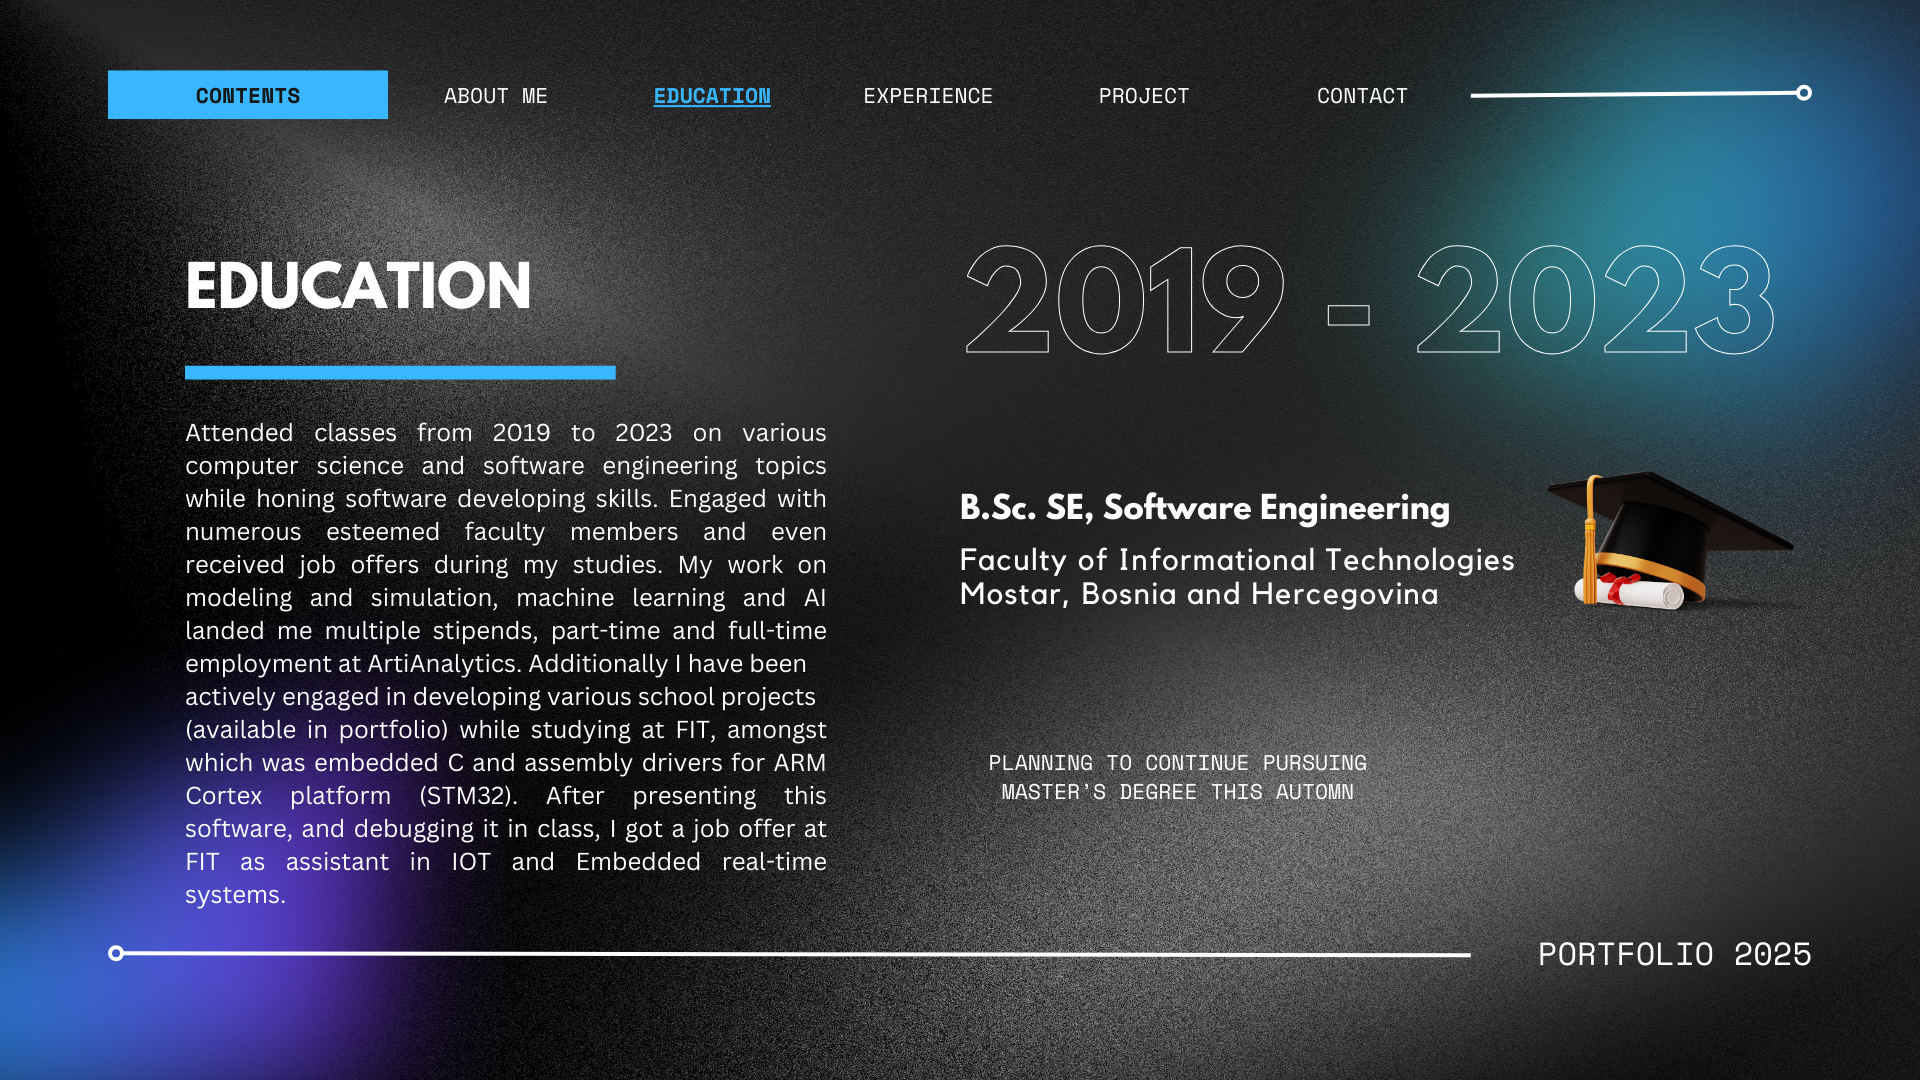 CONTENTS
ABOUT ME
EDUCATION
EXPERIENCE
PROJECT
CONTACT
EDUCATION
Attended classes from 2019 to 2023 on various
computer science and software engineering topics
while honing software developing skills. Engaged with
numerous esteemed faculty members and even
received job offers during my studies. My work on
modeling and simulation, machine learning and AI
landed me multiple stipends, part-time and full-time
employment at ArtiAnalytics. Additionally I have been
actively engaged in developing various school projects
(available in portfolio) while studying at FIT, amongst
which was embedded C and assembly drivers for ARM
Cortex platform (STM32). After presenting this
software, and debugging it in class, I got a job offer at
FIT as assistant in IOT and Embedded real-time
systems.
2019 - 2023
B.Sc. SE, Software Engineering
Faculty of Informational Technologies
Mostar, Bosnia and Hercegovina
PLANNING TO CONTINUE PURSUING
MASTER'S DEGREE THIS AUTOMN
PORTFOLIO 2025